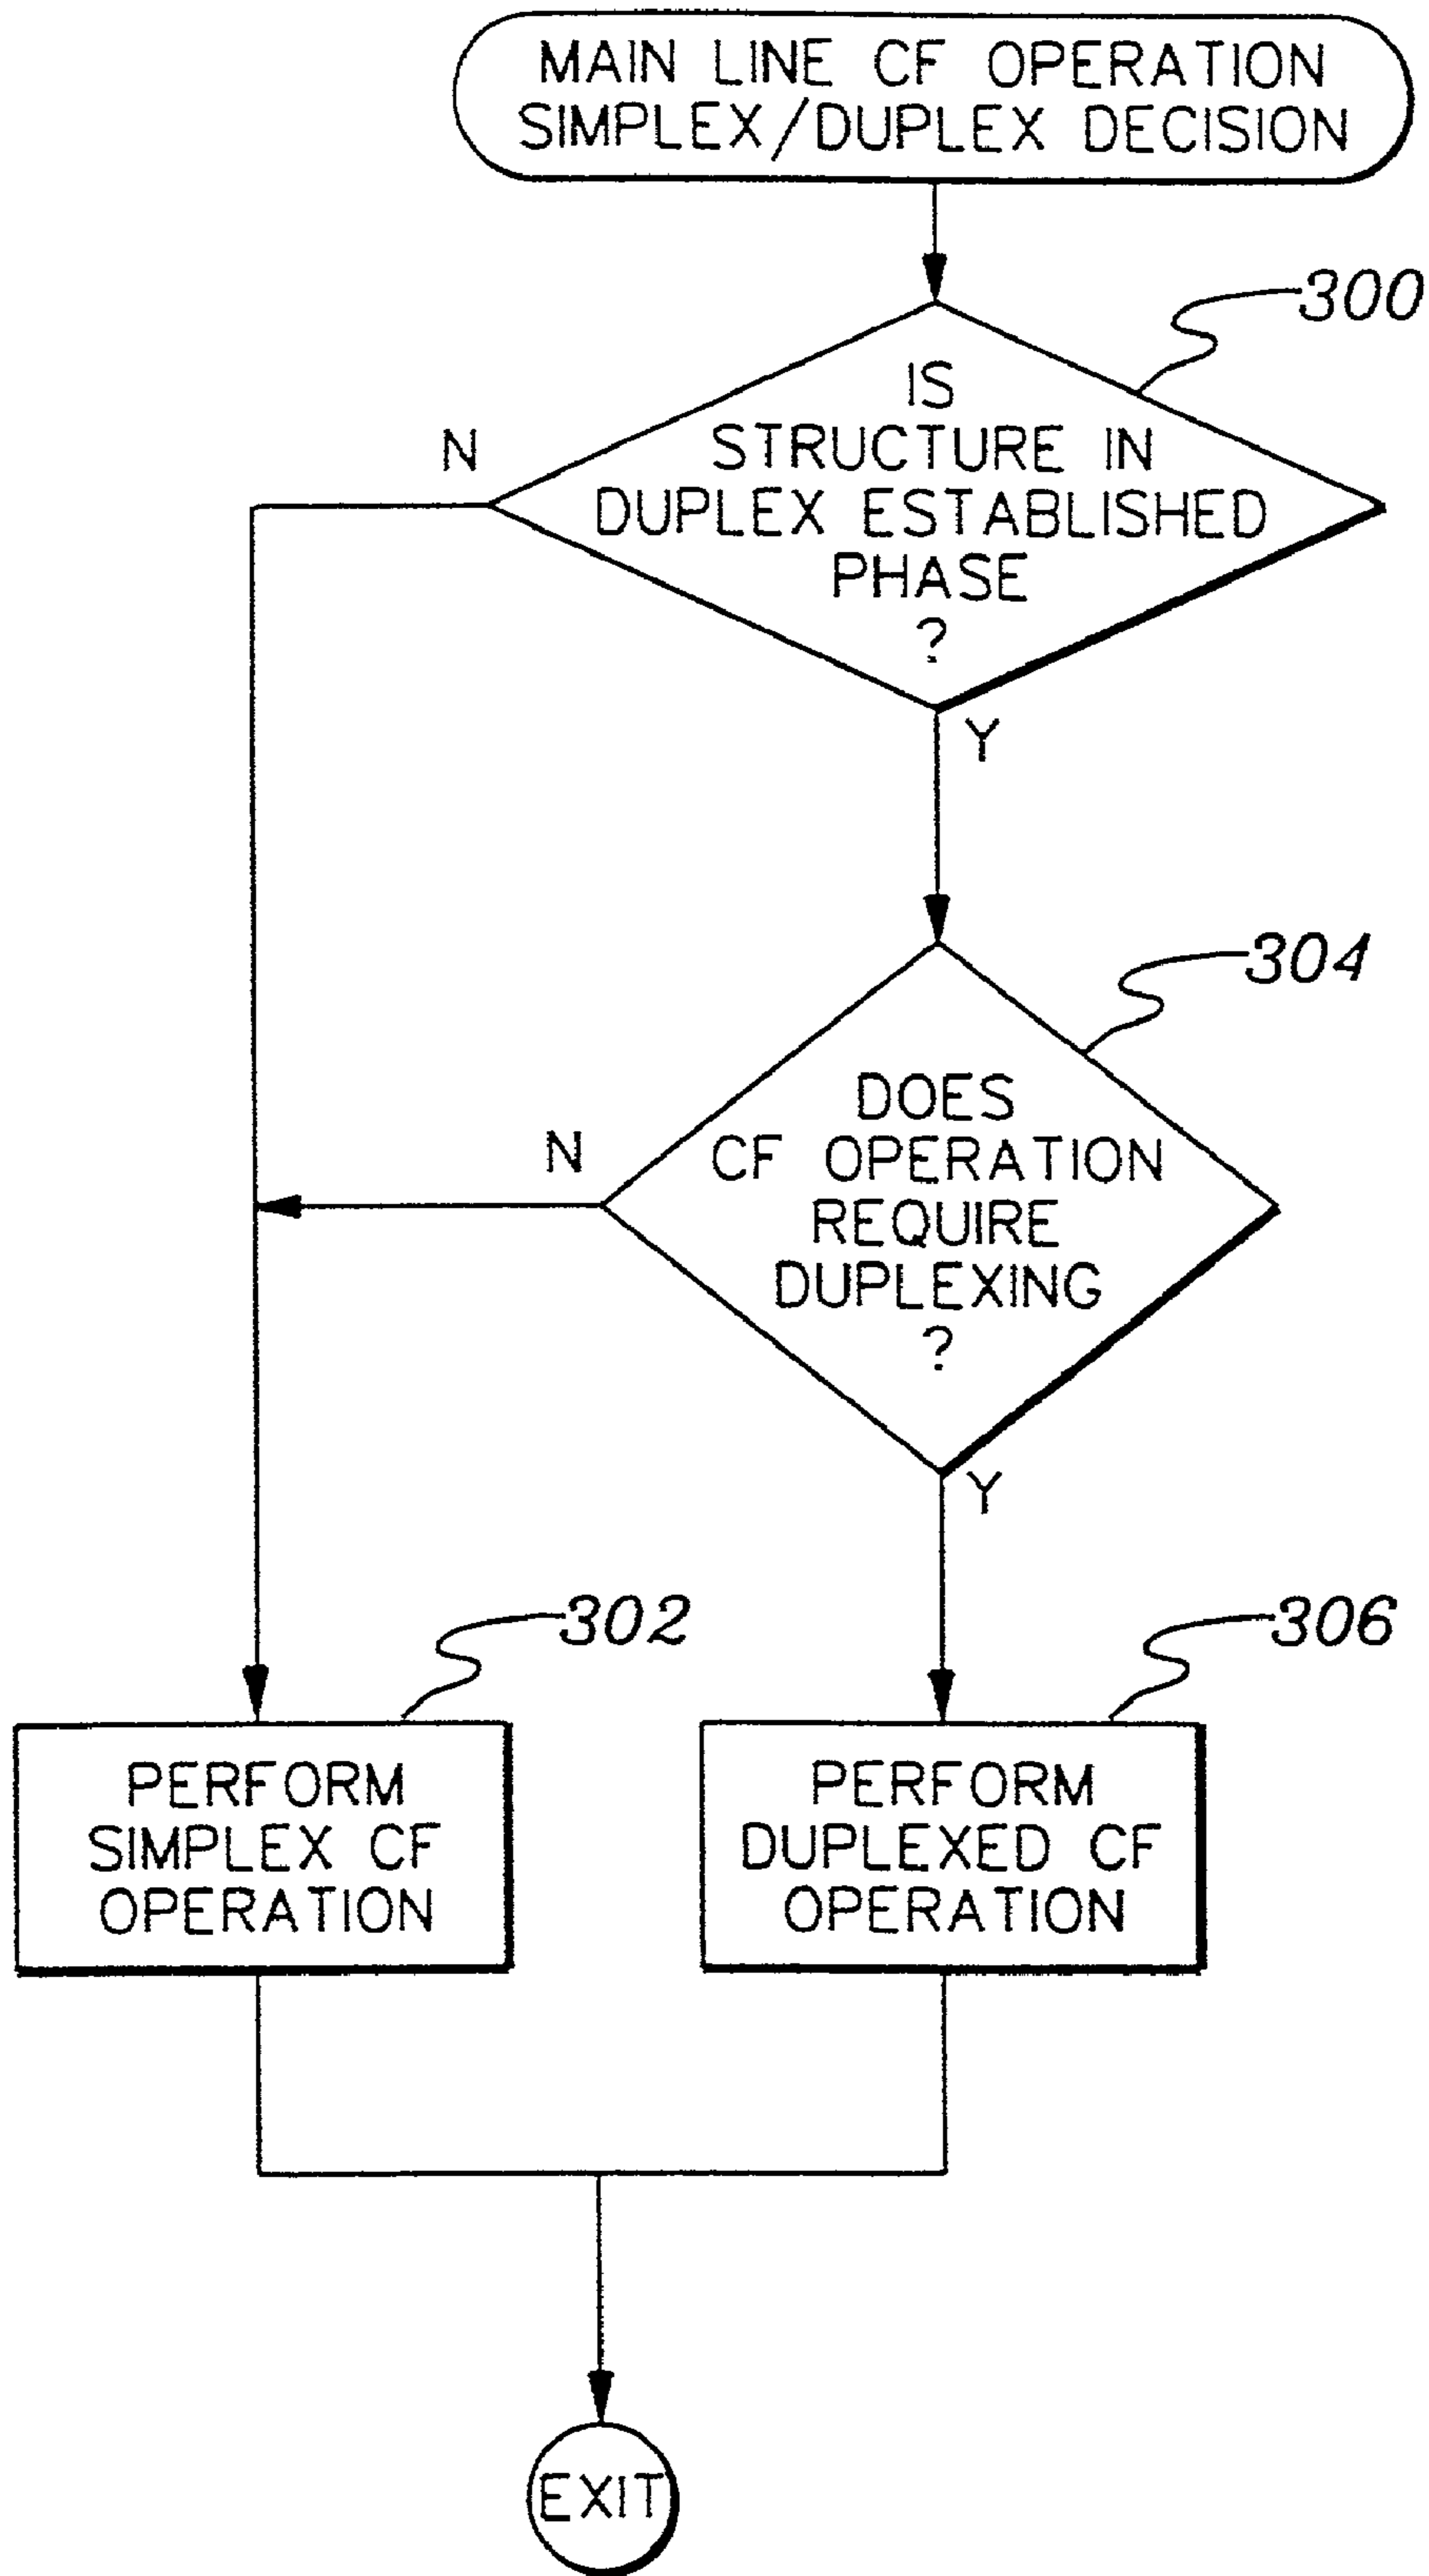 MAIN LINE CF OPERATION
SIMPLEX/DUPLEX DECISION
300
IS
STRUCTURE IN
DUPLEX ESTABLISHED
PHASE
?
N
Y
304
DOES
CF OPERATION
REQUIRE
DUPLEXING
?
N
Y
302
PERFORM
SIMPLEX CF
OPERATION
306
PERFORM
DUPLEXED CF
OPERATION
EXIT